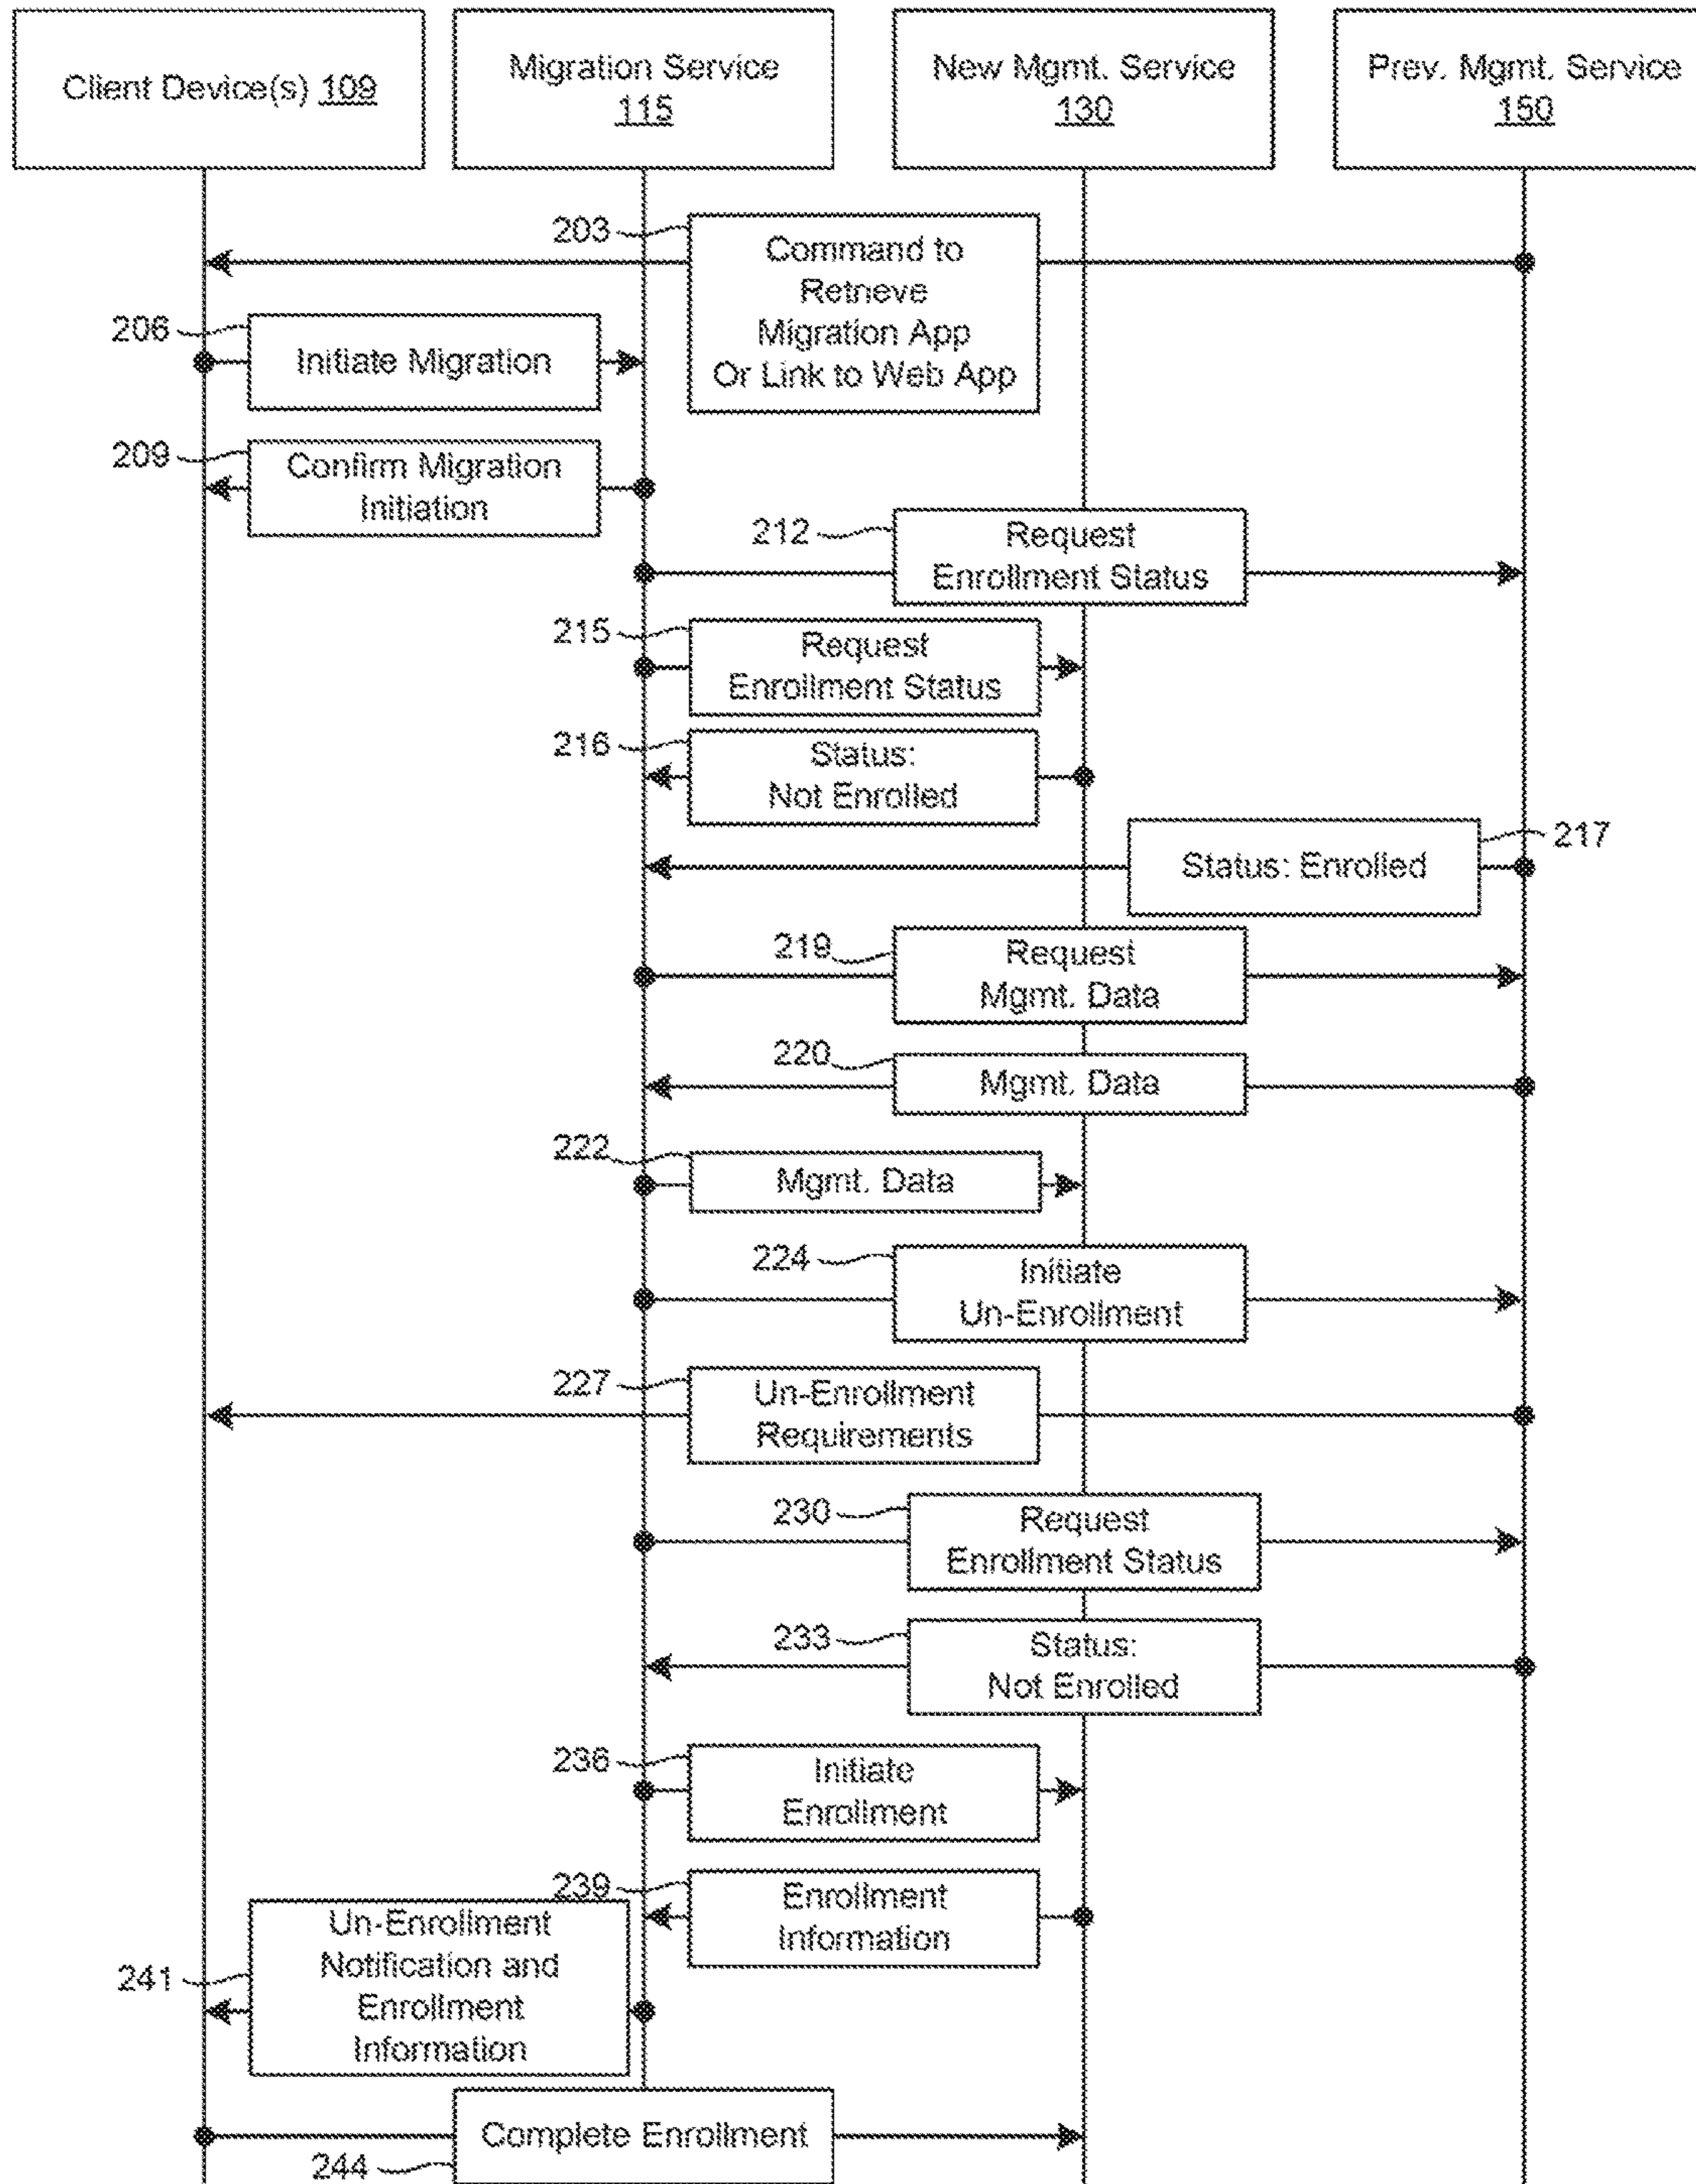 Client Device(s) 109
Migration Service
115
New Mgmt. Service
130
Prev. Mgmt. Service
150
203
Command to
Retrieve
Migration App
Or Link to Web App
206
Initiate Migration
209
Confirm Migration
Initiation
212
Request
Enrollment Status
215
Request
Enrollment Status
216
Status:
Not Enrolled
217
Status: Enrolled
219
Request
Mgmt. Data
220
Mgmt. Data
222
Mgmt. Data
224
Initiate
Un-Enrollment
227
Un-Enrollment
Requirements
230
Request
Enrollment Status
233
Status:
Not Enrolled
236
Initiate
Enrollment
239
Enrollment
Information
241
Un-Enrollment
Notification and
Enrollment
Information
Complete Enrollment
244